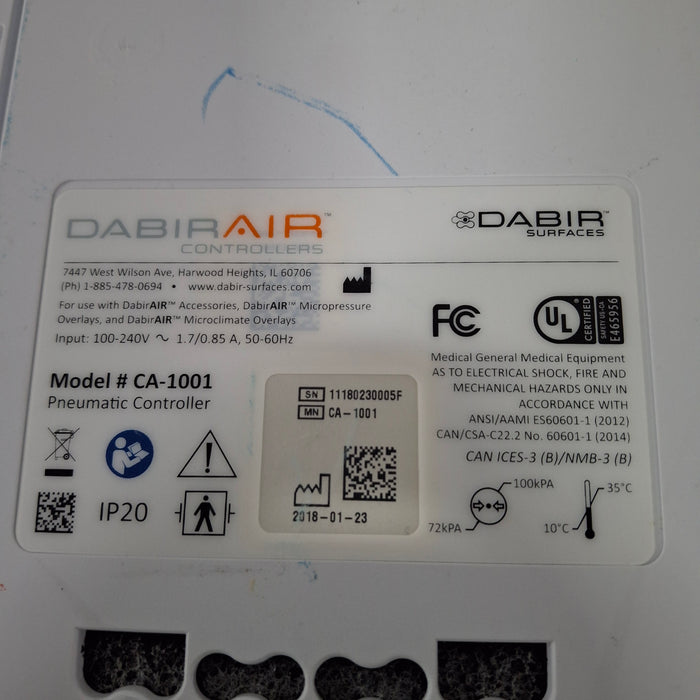 DABIRAIR™
CONTROLLERS
DABIR™
SURFACES
7447 West Wilson Ave, Harwood Heights, IL 60706
(Ph) 1-885-478-0694 • www.dabir-surfaces.com
For use with DabirAIR™ Accessories, DabirAIR™ Micropressure
Overlays, and DabirAIR™ Microclimate Overlays
Input: 100-240V ~ 1.7/0.85 A, 50-60Hz
FC
UL
CERTIFIED
SAFETY US-CA
E465956
Medical General Medical Equipment
AS TO ELECTRICAL SHOCK, FIRE AND
MECHANICAL HAZARDS ONLY IN
ACCORDANCE WITH
ANSI/AAMI ES60601-1 (2012)
CAN/CSA-C22.2 No. 60601-1 (2014)
CAN ICES-3 (B)/NMB-3 (B)
Model # CA-1001
Pneumatic Controller
SN 11180230005F
MN CA-1001
2018-01-23
IP20
100kPA
72kPA
35°C
10°C